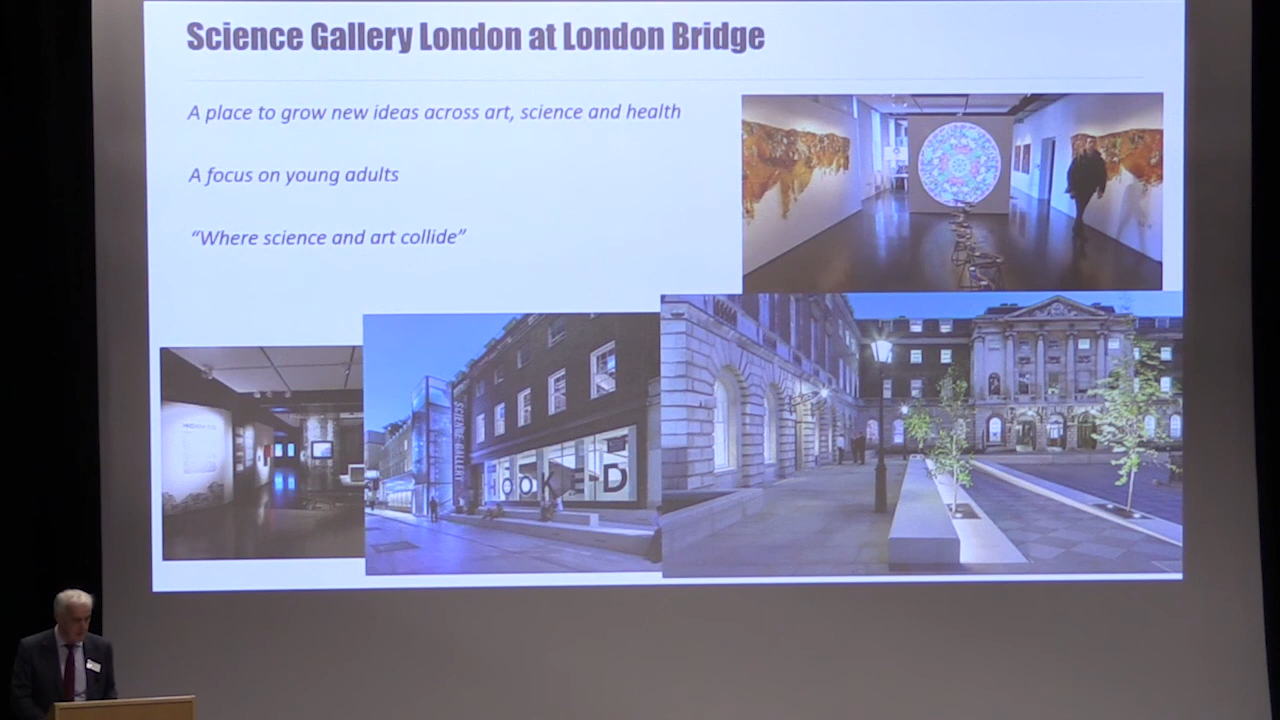 Science Gallery London at London Bridge
A place to grow new ideas across art, science and health
A focus on young adults
“Where science and art collide”
SCIENCE GALLERY
HOOKED